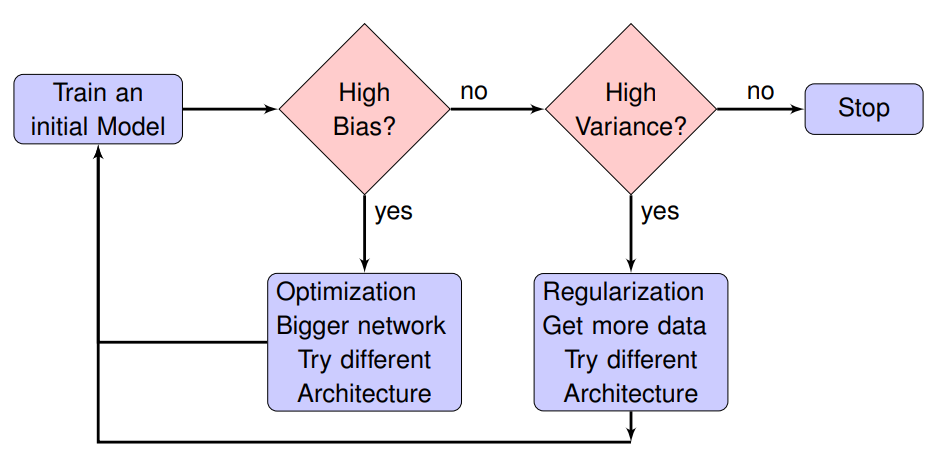 Train an
initial Model
High
Bias?
no
High
Variance?
no
Stop
yes
yes
Optimization
Bigger network
Try different
Architecture
Regularization
Get more data
Try different
Architecture